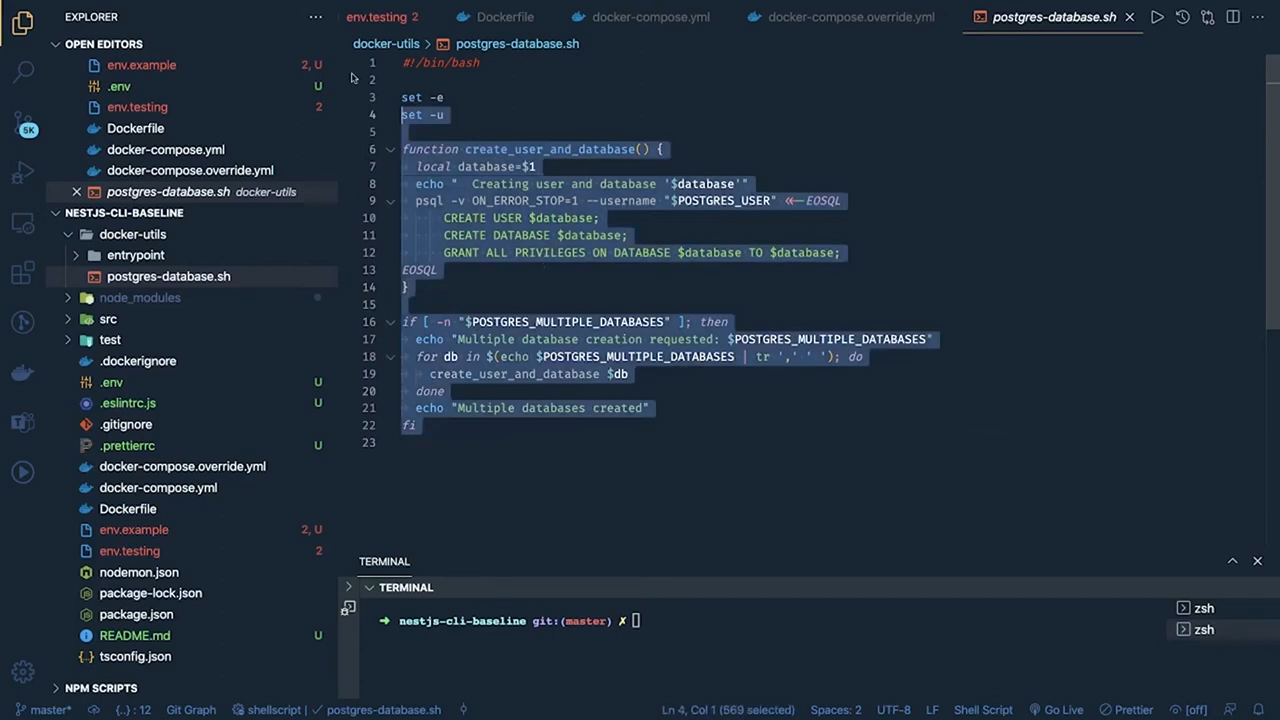 EXPLORER
OPEN EDITORS
env.example 2, U
.env U
env.testing 2
Dockerfile
docker-compose.yml
docker-compose.override.yml
postgres-database.sh docker-utils
NESTJS-CLI-BASELINE
docker-utils
entrypoint
postgres-database.sh
node_modules
src
test
.dockerignore
.env U
.eslintrc.js U
.gitignore
.prettierrc U
docker-compose.override.yml
docker-compose.yml
Dockerfile
env.example 2, U
env.testing 2
nodemon.json
package-lock.json
package.json
README.md U
tsconfig.json
NPM SCRIPTS
5K
env.testing 2 Dockerfile docker-compose.yml docker-compose.override.yml postgres-database.sh
docker-utils > postgres-database.sh
1 #!/bin/bash
2
3 set -e
4 set -u
5
6 function create_user_and_database() {
7 local database=$1
8 echo "  Creating user and database '$database'"
9 psql -v ON_ERROR_STOP=1 --username "$POSTGRES_USER" <<-EOSQL
10 CREATE USER $database;
11 CREATE DATABASE $database;
12 GRANT ALL PRIVILEGES ON DATABASE $database TO $database;
13 EOSQL
14 }
15
16 if [ -n "$POSTGRES_MULTIPLE_DATABASES" ]; then
17 echo "Multiple database creation requested: $POSTGRES_MULTIPLE_DATABASES"
18 for db in $(echo $POSTGRES_MULTIPLE_DATABASES | tr ',' ' '); do
19 create_user_and_database $db
20 done
21 echo "Multiple databases created"
22 fi
23
TERMINAL
TERMINAL
➜ nestjs-cli-baseline git:(master) ✗
zsh
zsh
master* {..} : 12 Git Graph shellscript | ✓ postgres-database.sh Ln 4, Col 1 (569 selected) Spaces: 2 UTF-8 LF Shell Script Go Live Prettier [off]